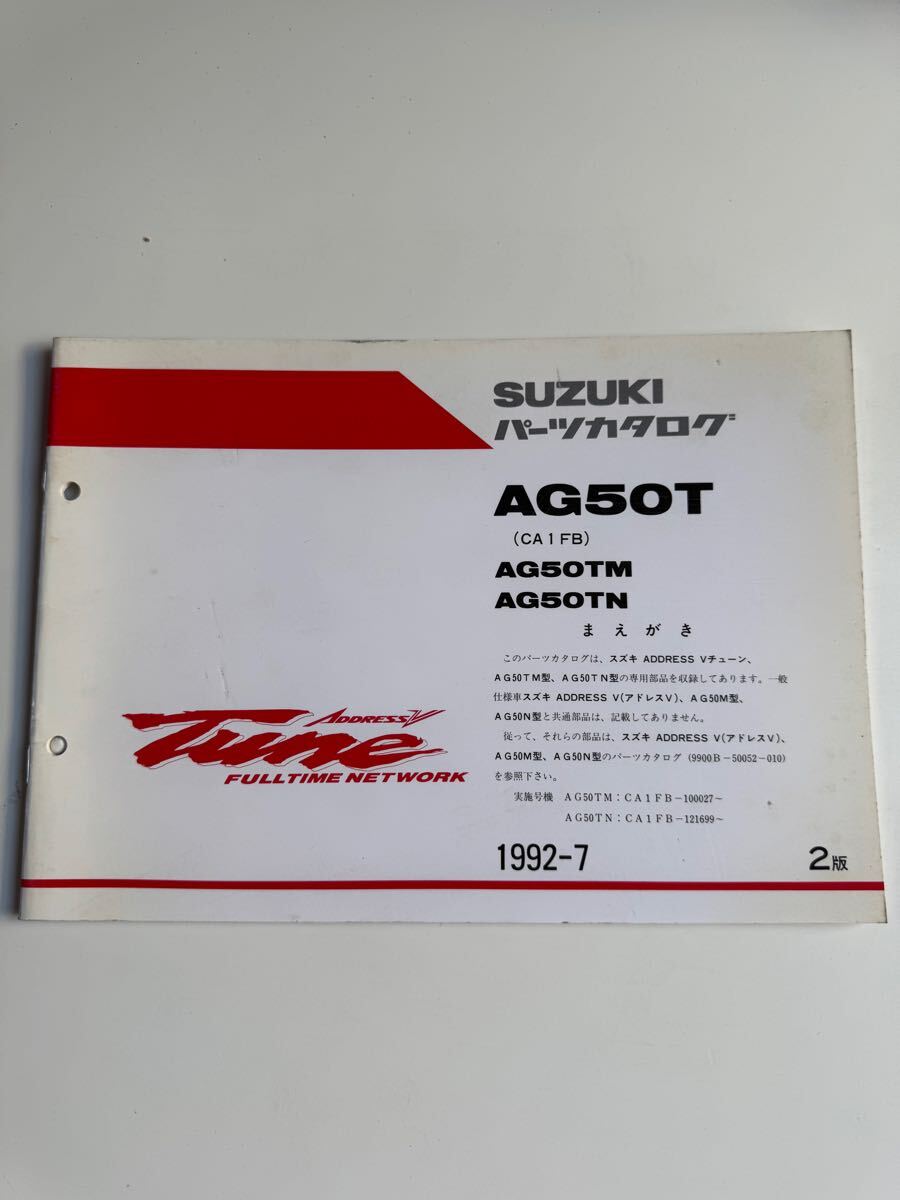 SUZUKI
パーツカタログ
AG50T
(CA1FB)
AG50TM
AG50TN
まえがき
このパーツカタログは、スズキ ADDRESS Vチューン、
AG50TM型、AG50TN型の専用部品を収録してあります。一般
仕様車スズキ ADDRESS V(アドレスV)、AG50M型、
AG50N型と共通部品は、記載してありません。
従って、それらの部品は、スズキ ADDRESS V(アドレスV)、
AG50M型、AG50N型のパーツカタログ (9900B-50052-010)
を参照下さい。
実施号機 AG50TM:CA1FB-100027~
AG50TN:CA1FB-121699~
1992-7
2版
ADDRESS V
Tune
FULLTIME NETWORK